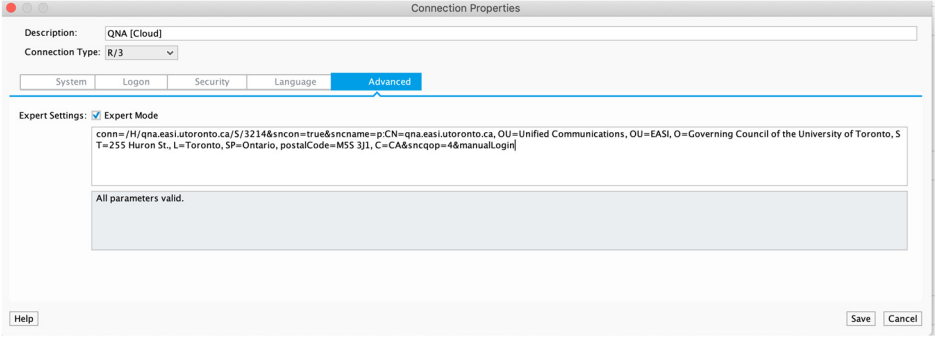 Connection Properties
Description: QNA [Cloud]
Connection Type: R/3
System Logon Security Language Advanced
Expert Settings: Expert Mode
conn=/H/qna.easi.utoronto.ca/S/3214&sncon=true&sncname=p:CN=qna.easi.utoronto.ca, OU=Unified Communications, OU=EASI, O=Governing Council of the University of Toronto, S
T=255 Huron St., L=Toronto, SP=Ontario, postalCode=M5S 3J1, C=CA&sncqop=4&manualLogin
All parameters valid.
Help Save Cancel